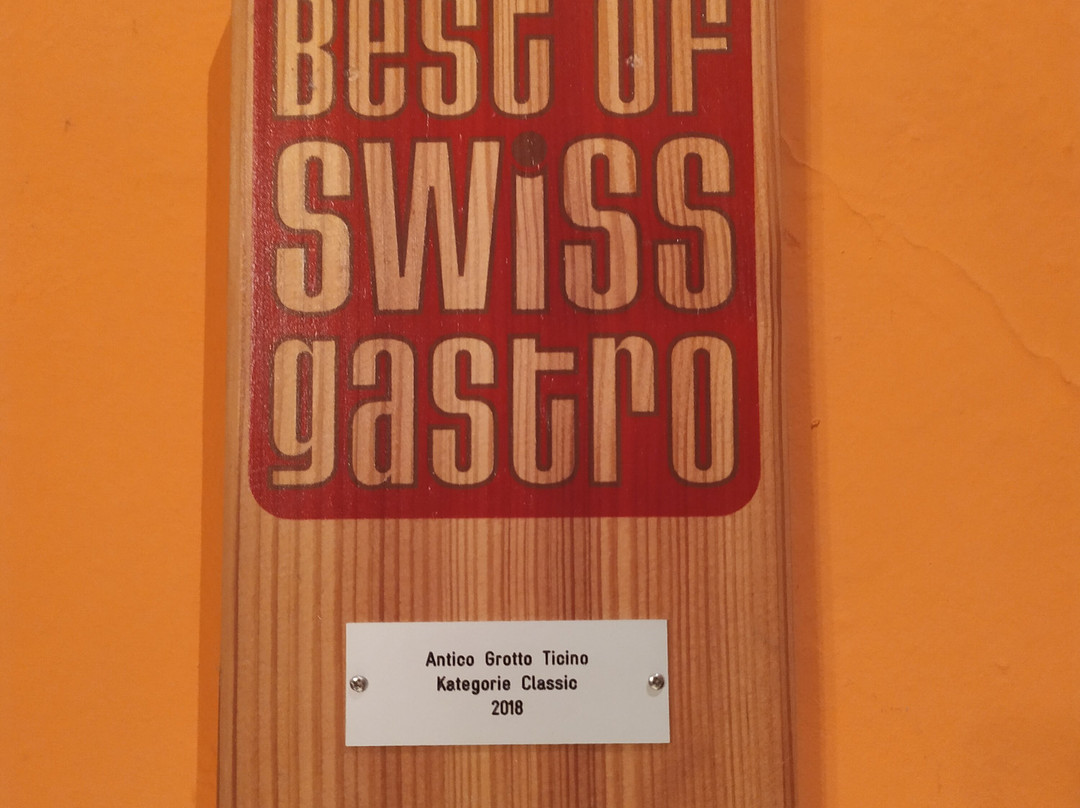 Best of
swiss
gastro
Antico Grotto Ticino
Kategorie Classic
2018